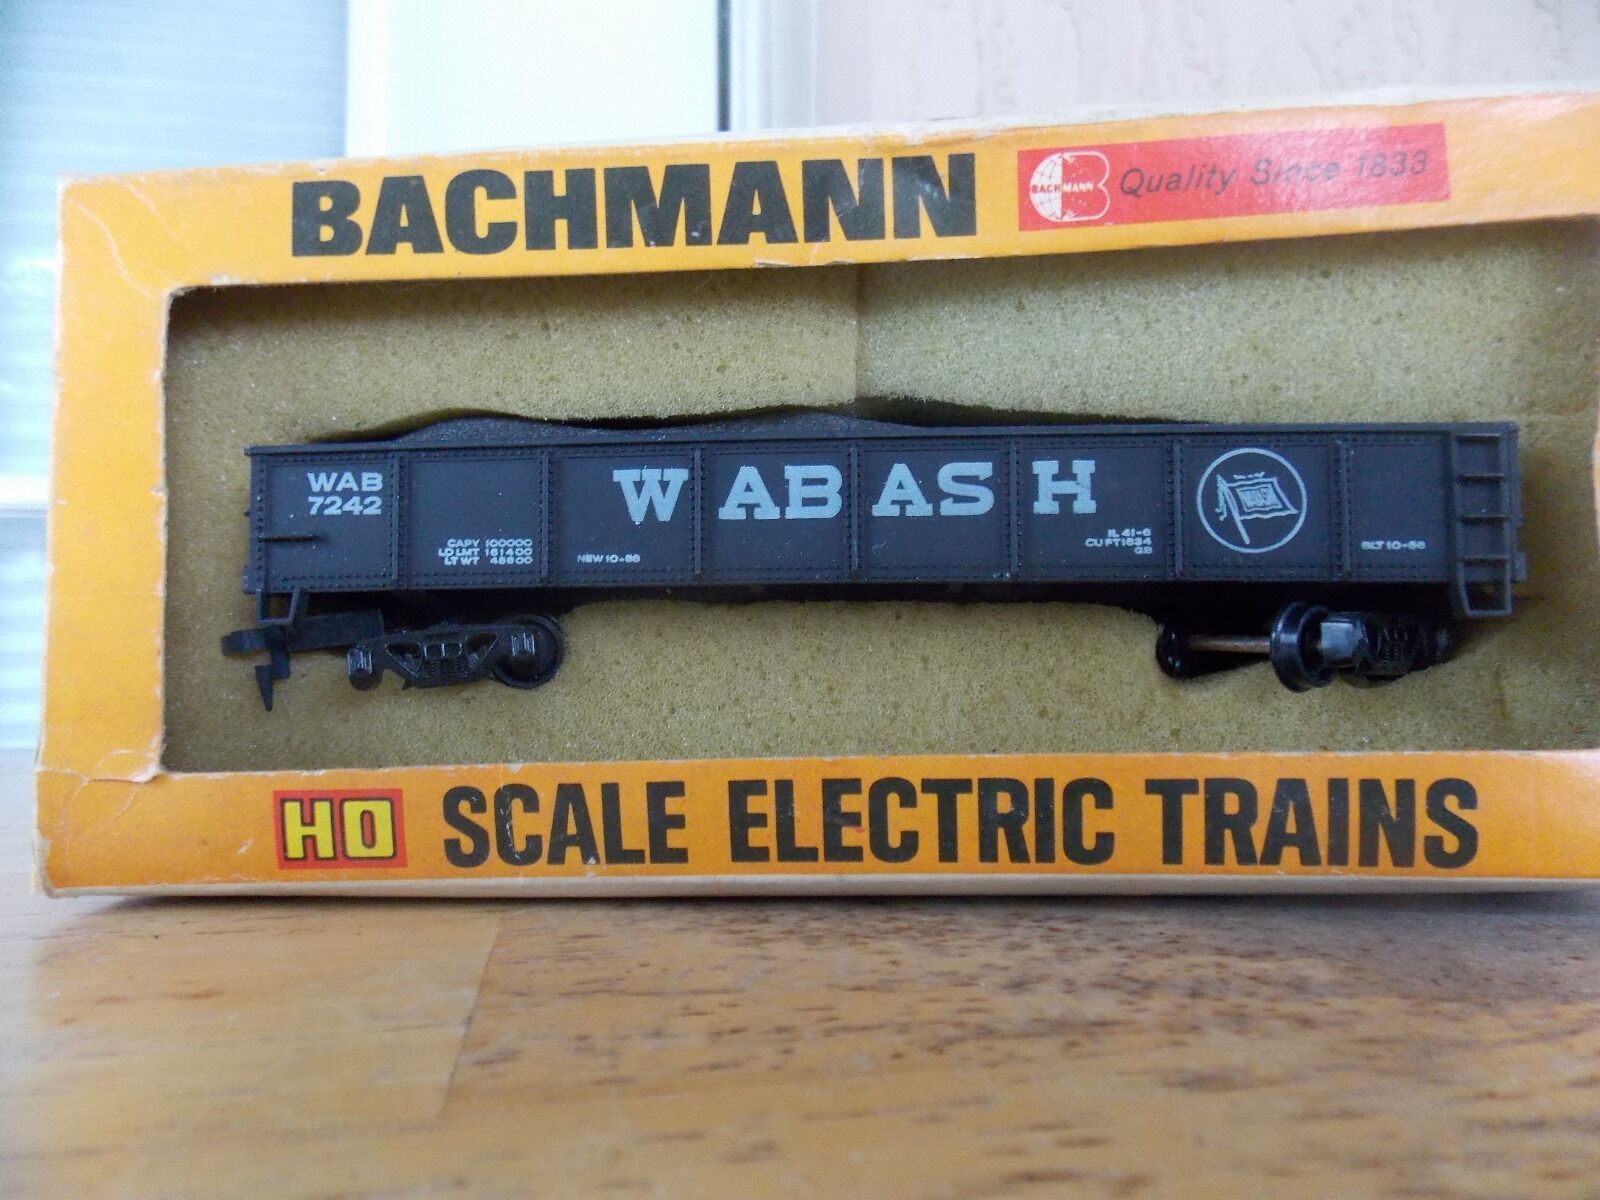 BACHMANN
BACHMANN Quality Since 1833
WAB
7242
WABASH
WABASH
CAPY 100000
LD LMT 161400
LT WT 48600
NEW 10-56
IL 41-6
CU FT 1634
GB
BLT 10-56
HO SCALE ELECTRIC TRAINS